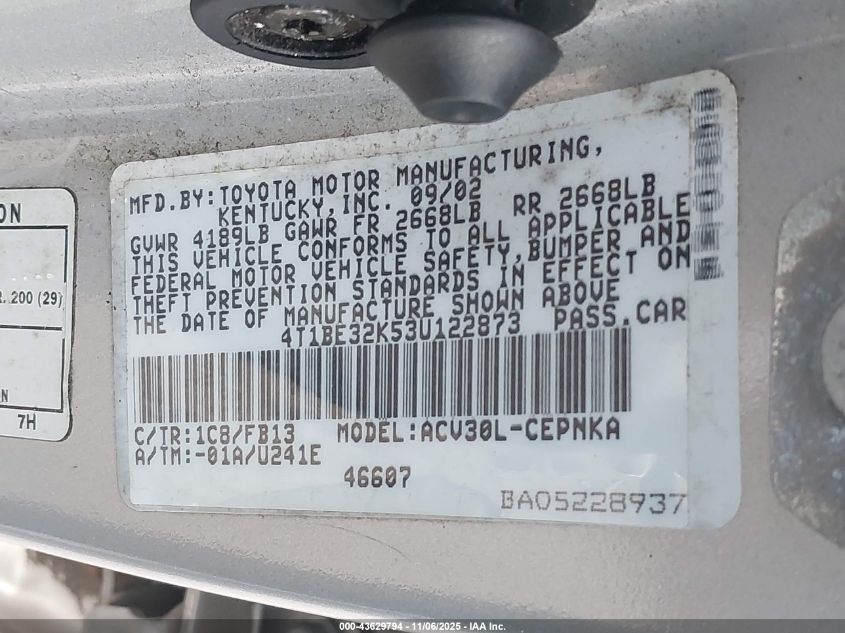 MFD.BY:TOYOTA MOTOR MANUFACTURING,
KENTUCKY,INC. 09/02
GVWR 4189LB GAWR FR 2668LB RR 2668LB
THIS VEHICLE CONFORMS TO ALL APPLICABLE
FEDERAL MOTOR VEHICLE SAFETY,BUMPER AND
THEFT PREVENTION STANDARDS IN EFFECT ON
THE DATE OF MANUFACTURE SHOWN ABOVE
4T1BE32K53U122873 PASS.CAR
C/TR:1C8/FB13 MODEL:ACV30L-CEPNKA
A/TM:-01A/U241E
46607
BA05228937
ON
R..200 (29)
N
7H
000-43629794 - 11/06/2025 - IAA Inc.